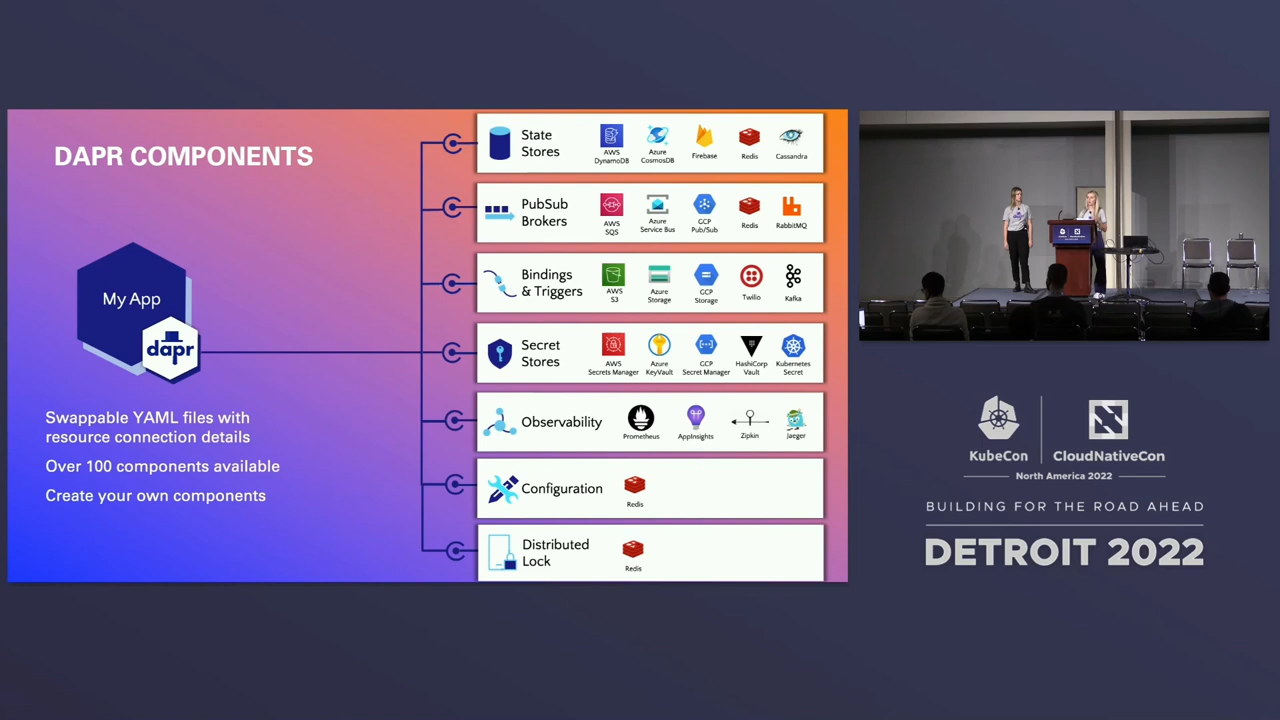 DAPR COMPONENTS
My App
dapr
Swappable YAML files with
resource connection details
Over 100 components available
Create your own components
State
Stores
AWS
DynamoDB
Azure
CosmosDB
Firebase
Redis
Cassandra
PubSub
Brokers
AWS
SQS
Azure
Service Bus
GCP
Pub/Sub
Redis
RabbitMQ
Bindings
& Triggers
AWS
S3
Azure
Storage
GCP
Storage
Twilio
Kafka
Secret
Stores
AWS
Secrets Manager
Azure
KeyVault
GCP
Secret Manager
HashiCorp
Vault
Kubernetes
Secret
Observability
Prometheus
AppInsights
Zipkin
Jaeger
Configuration
Redis
Distributed
Lock
Redis
KubeCon
CloudNativeCon
North America 2022
BUILDING FOR THE ROAD AHEAD
DETROIT 2022